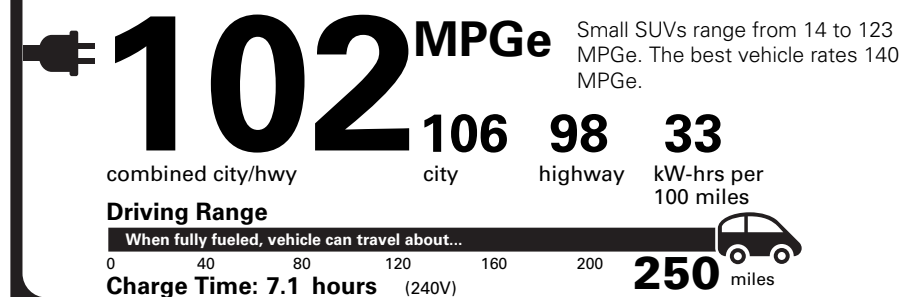 102 MPGe
Small SUVs range from 14 to 123
MPGe. The best vehicle rates 140
MPGe.
106 98 33
combined city/hwy city highway kW-hrs per
100 miles
Driving Range
When fully fueled, vehicle can travel about...
0 40 80 120 160 200 250 miles
Charge Time: 7.1 hours (240V)